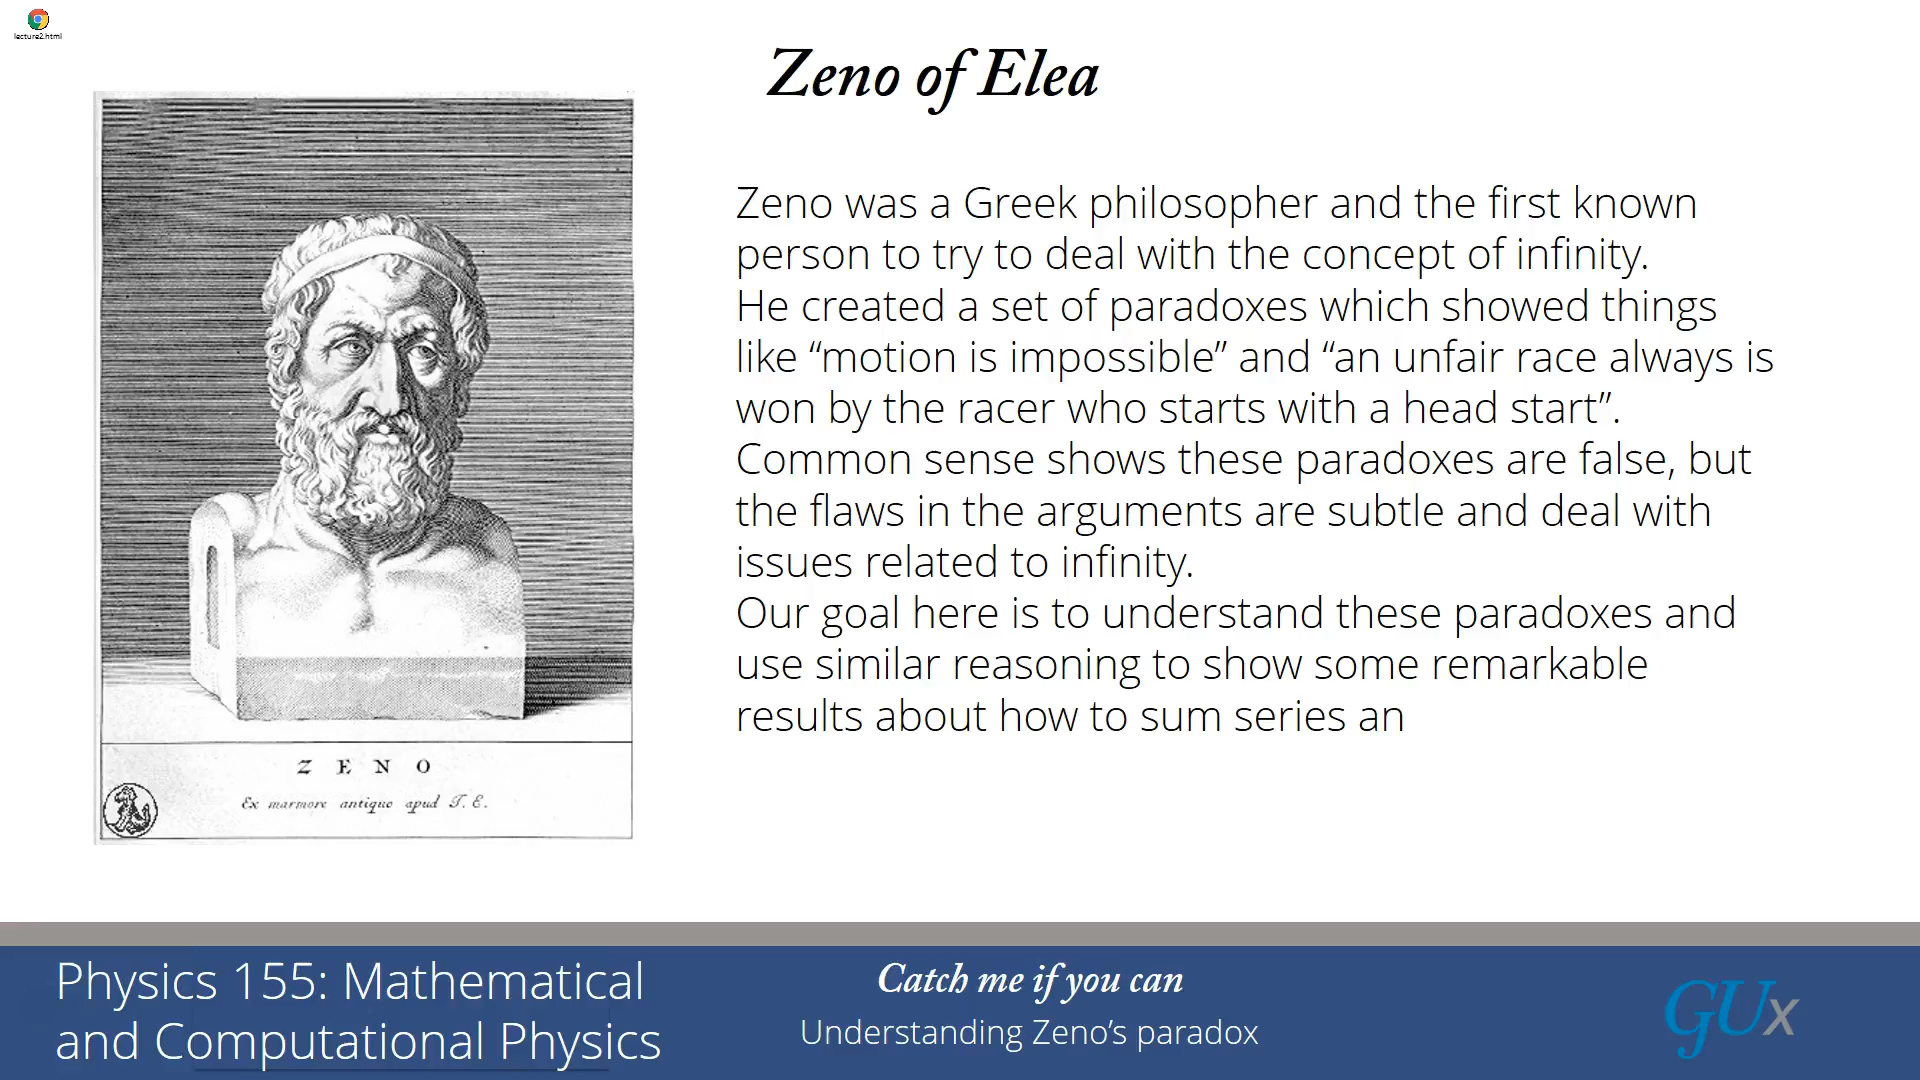 lecture2.html
Zeno of Elea
Zeno was a Greek philosopher and the first known
person to try to deal with the concept of infinity.
He created a set of paradoxes which showed things
like “motion is impossible” and “an unfair race always is
won by the racer who starts with a head start”.
Common sense shows these paradoxes are false, but
the flaws in the arguments are subtle and deal with
issues related to infinity.
Our goal here is to understand these paradoxes and
use similar reasoning to show some remarkable
results about how to sum series an
ZENO
Ex marmore antiquo apud T. E.
Physics 155: Mathematical
and Computational Physics
Catch me if you can
Understanding Zeno’s paradox
GUx